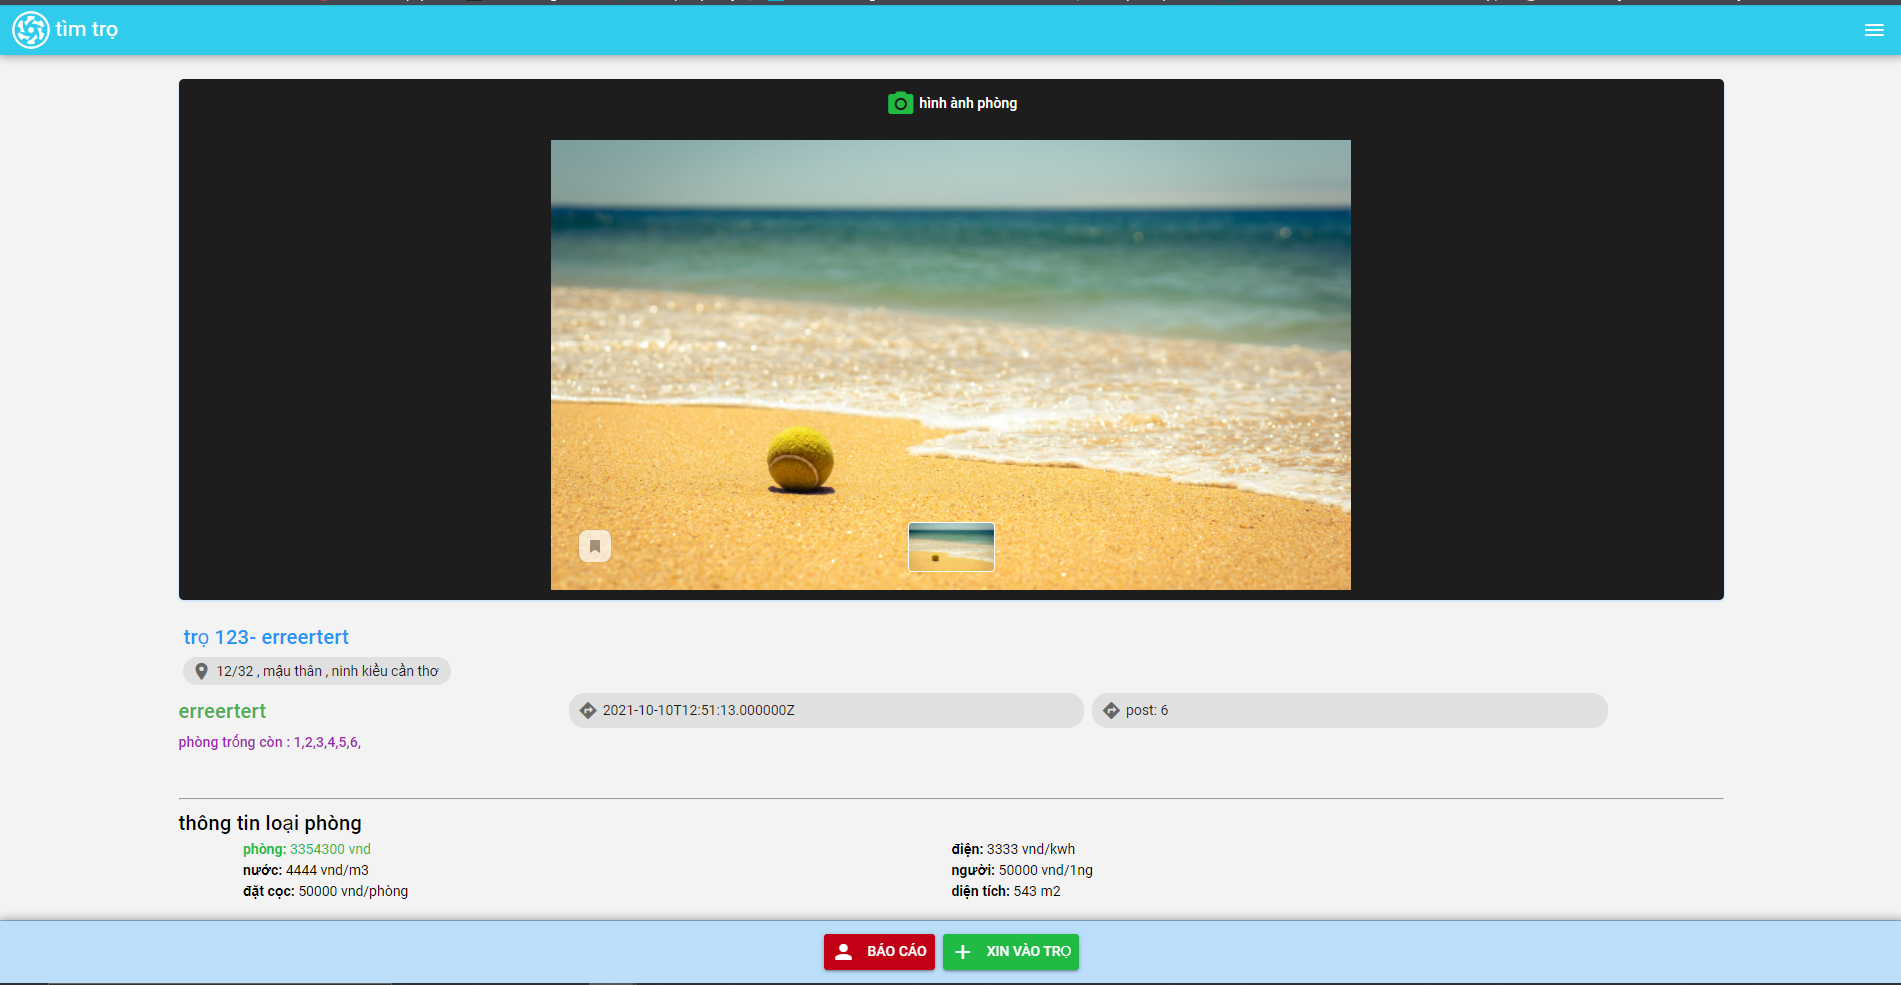 tìm trọ
hình ành phòng
trọ 123- erreertert
12/32 , mậu thân , ninh kiều cần thơ
erreertert
2021-10-10T12:51:13.000000Z
post: 6
phòng trống còn : 1,2,3,4,5,6,
thông tin loại phòng
phòng: 3354300 vnd
điện: 3333 vnd/kwh
nước: 4444 vnd/m3
người: 50000 vnd/1ng
đặt cọc: 50000 vnd/phòng
diện tích: 543 m2
BÁO CÁO
XIN VÀO TRỌ